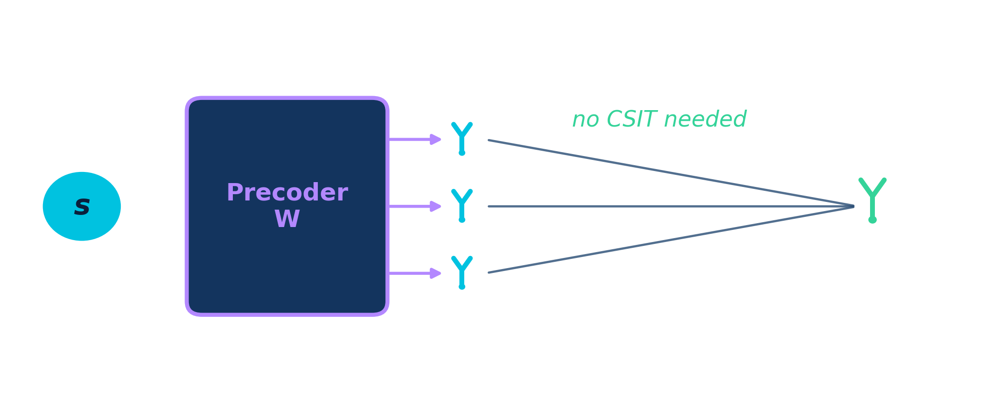 no CSIT needed
s
Precoder
W